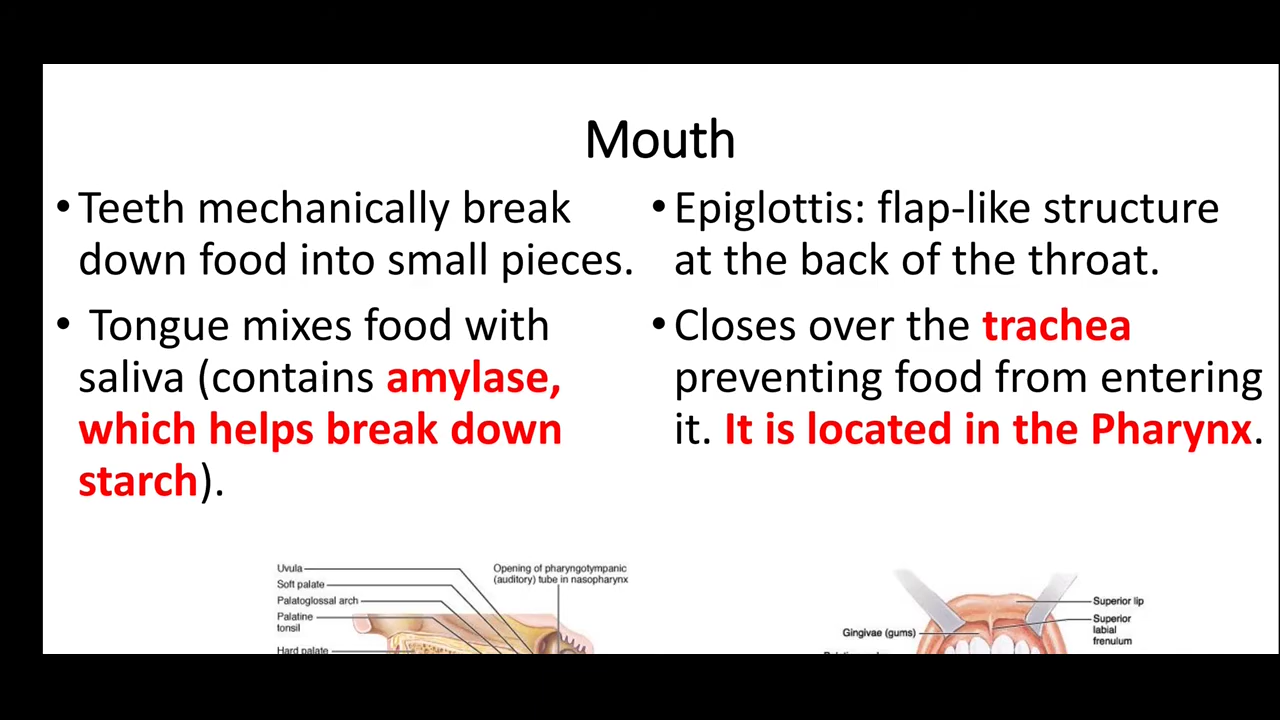 Mouth
• Teeth mechanically break
down food into small pieces.
• Tongue mixes food with
saliva (contains amylase,
which helps break down
starch).
• Epiglottis: flap-like structure
at the back of the throat.
• Closes over the trachea
preventing food from entering
it. It is located in the Pharynx.
Uvula
Soft palate
Palatoglossal arch
Palatine
tonsil
Hard palate
Opening of pharyngotympanic
(auditory) tube in nasopharynx
Superior lip
Superior
labial
frenulum
Gingivae (gums)